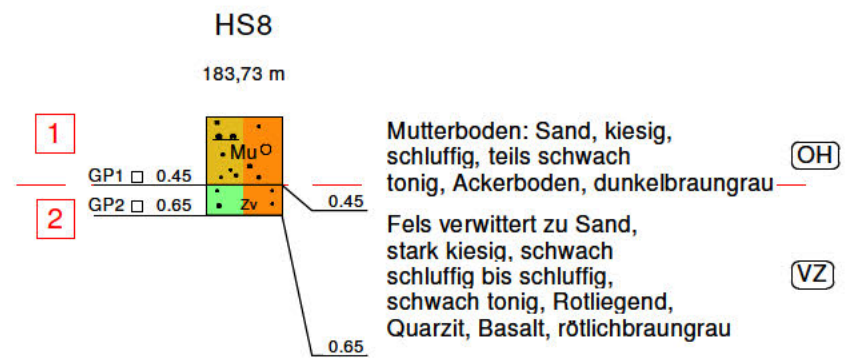 HS8
183,73 m
1
Mu
GP1 0.45
0.45
Mutterboden: Sand, kiesig,
schluffig, teils schwach
tonig, Ackerboden, dunkelbraungrau
OH
2
GP2 0.65
Zv
0.65
Fels verwittert zu Sand,
stark kiesig, schwach
schluffig bis schluffig,
schwach tonig, Rotliegend,
Quarzit, Basalt, rötlichbraungrau
VZ